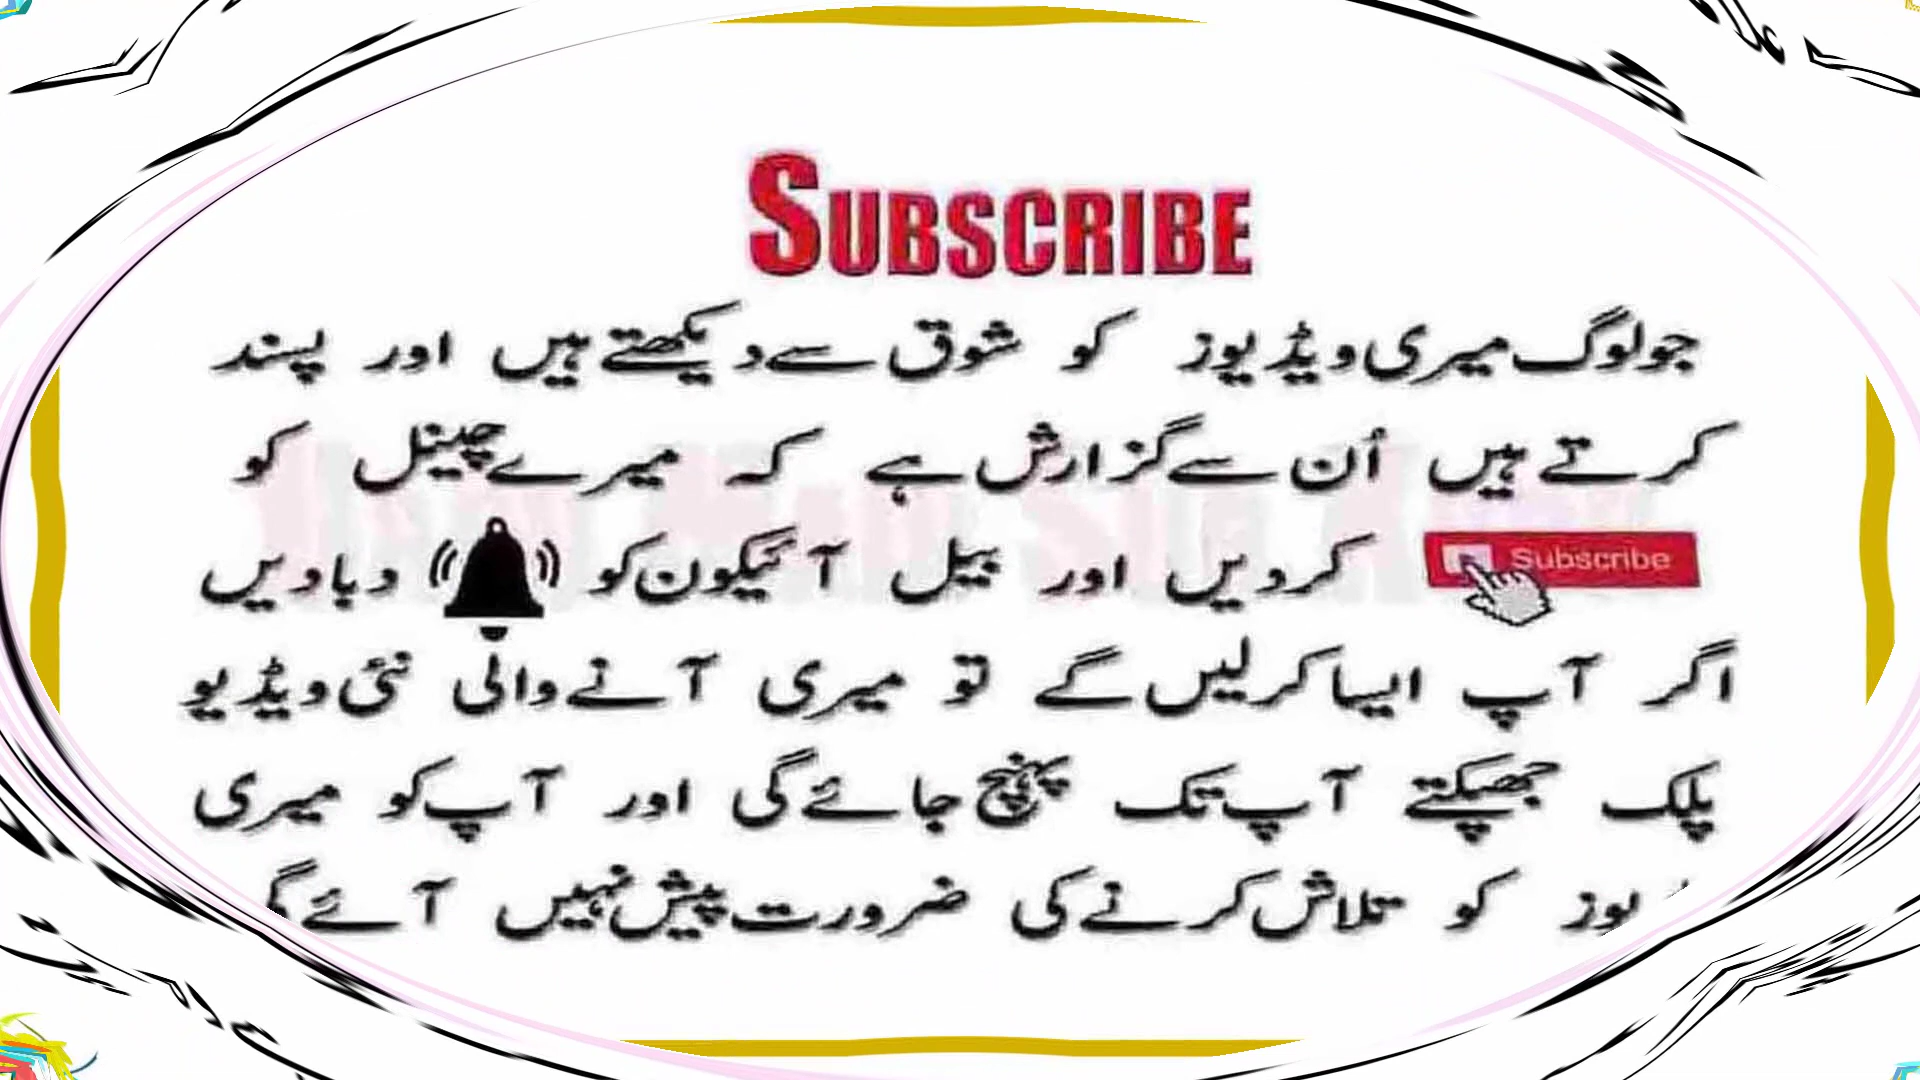 SUBSCRIBE
جو لوگ میری ویڈیوز کو شوق سے دیکھتے ہیں اور پسند
کرتے ہیں اُن سے گزارش ہے کہ میرے چینل کو
Subscribe کردیں اور بیل آئیکون کو دبادیں
اگر آپ ایسا کرلیں گے تو میری آنے والی نئی ویڈیو
پلک جھپکتے آپ تک پہنچ جائے گی اور آپ کو میری
یوز کو تلاش کرنے کی ضرورت پیش نہیں آئے گی